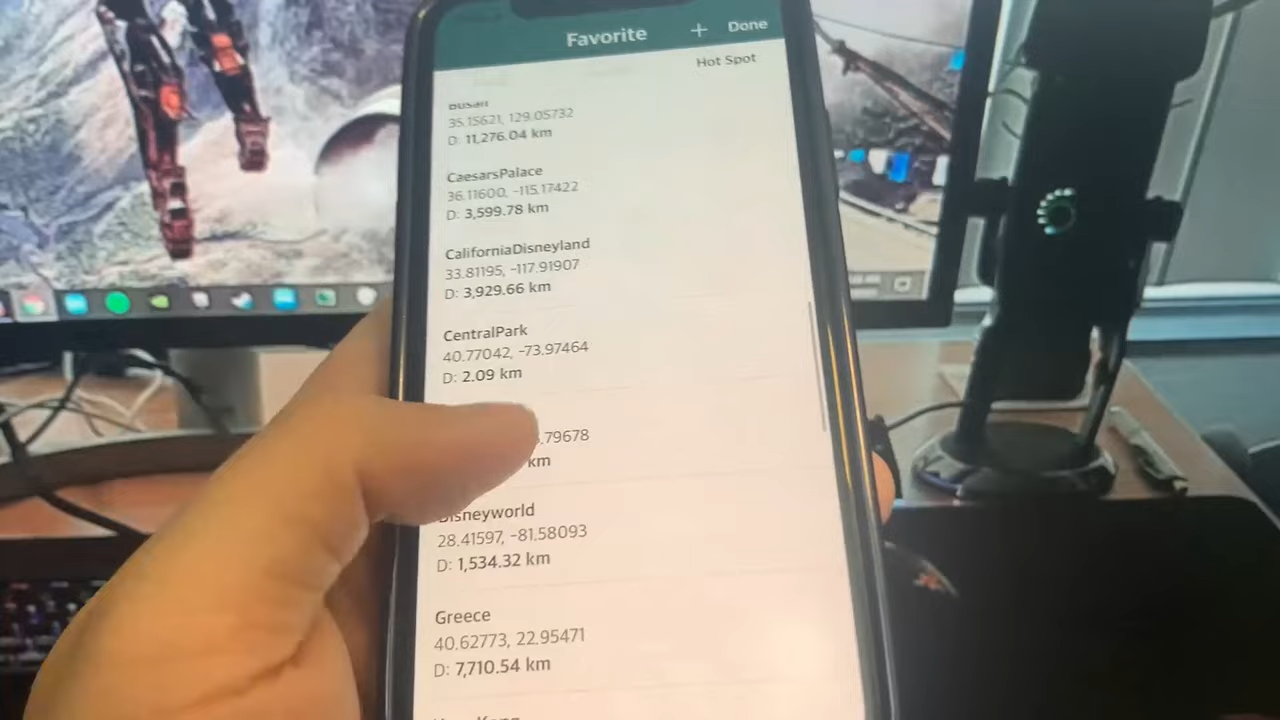 Favorite + Done
Hot Spot
Busan
35.15621, 129.05732
D: 11,276.04 km
CaesarsPalace
36.11600, -115.17422
D: 3,599.78 km
CaliforniaDisneyland
33.81195, -117.91907
D: 3,929.66 km
CentralPark
40.77042, -73.97464
D: 2.09 km
.79678
km
Disneyworld
28.41597, -81.58093
D: 1,534.32 km
Greece
40.62773, 22.95471
D: 7,710.54 km